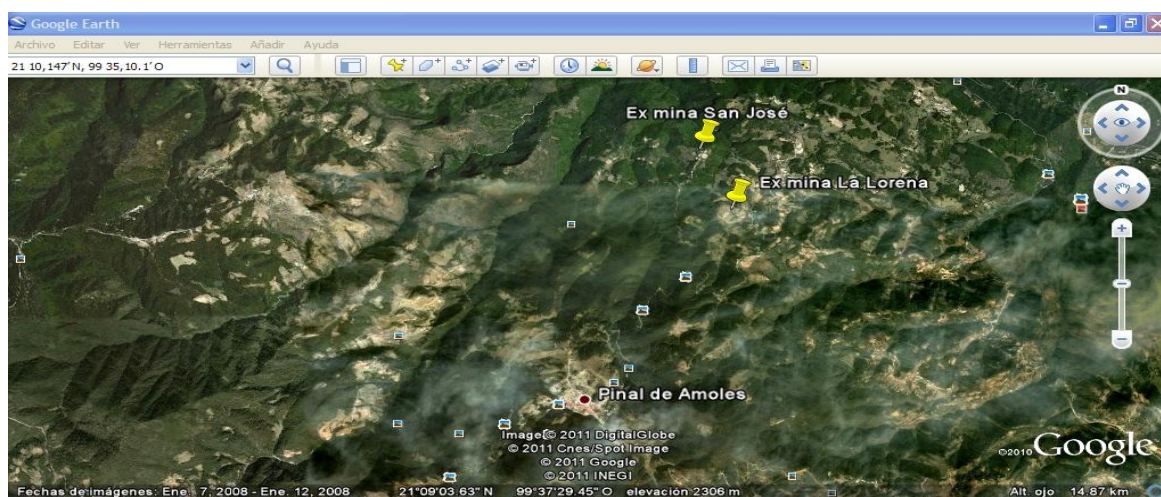 Google Earth
Archivo Editar Ver Herramientas Añadir Ayuda
21 10,147´N, 99 35,10.1´O
N
Ex mina San José
Ex mina La Lorena
Pinal de Amoles
Image © 2011 DigitalGlobe
© 2011 Cnes/Spot Image
© 2011 Google
© 2011 INEGI
©2010 Google
Fechas de imágenes: Ene. 7, 2008 - Ene. 12, 2008 21°09'03.63" N 99°37'29.45" O elevación 2306 m Alt. ojo 14.87 km